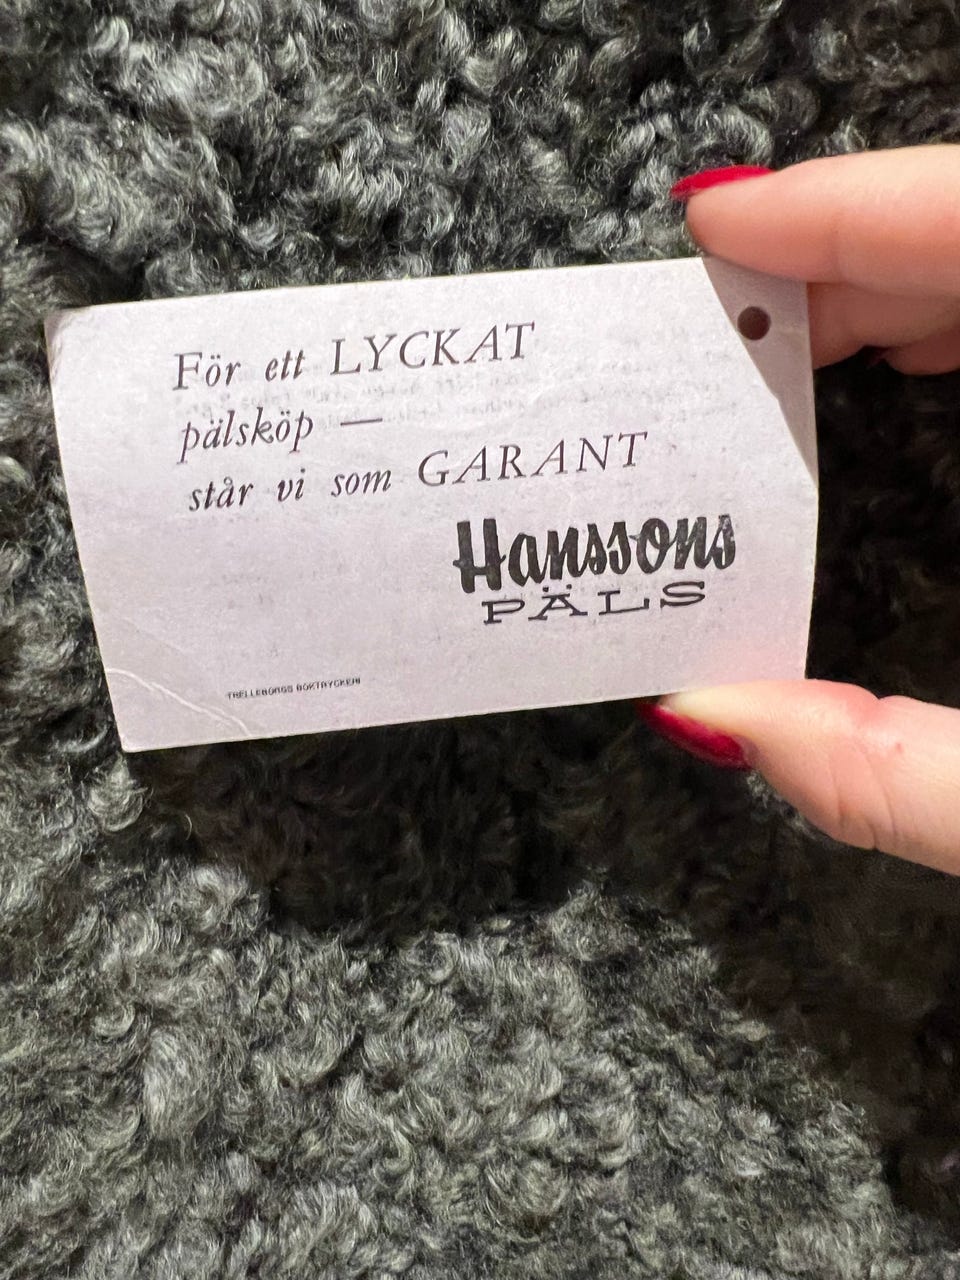 För ett LYCKAT
pälsköp —
står vi som GARANT
Hanssons
PÄLS
TRELLEBORGS BOKTRYCKERI